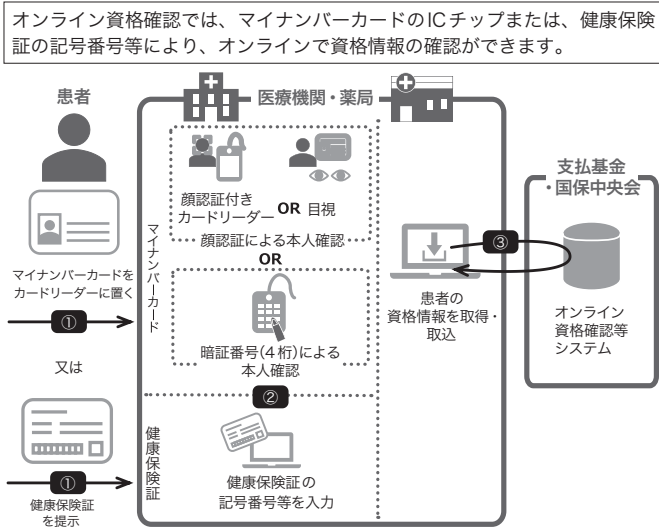 オンライン資格確認では、マイナンバーカードのICチップまたは、健康保険
証の記号番号等により、オンラインで資格情報の確認ができます。
患者
医療機関・薬局
支払基金
・国保中央会
マイナンバーカードを
カードリーダーに置く
①
又は
①
健康保険証
を提示
マイナンバーカード
顔認証付き
カードリーダー
OR
目視
顔認証による本人確認
OR
暗証番号(4桁)による
本人確認
②
健康保険証
健康保険証の
記号番号等を入力
患者の
資格情報を取得・
取込
③
オンライン
資格確認等
システム